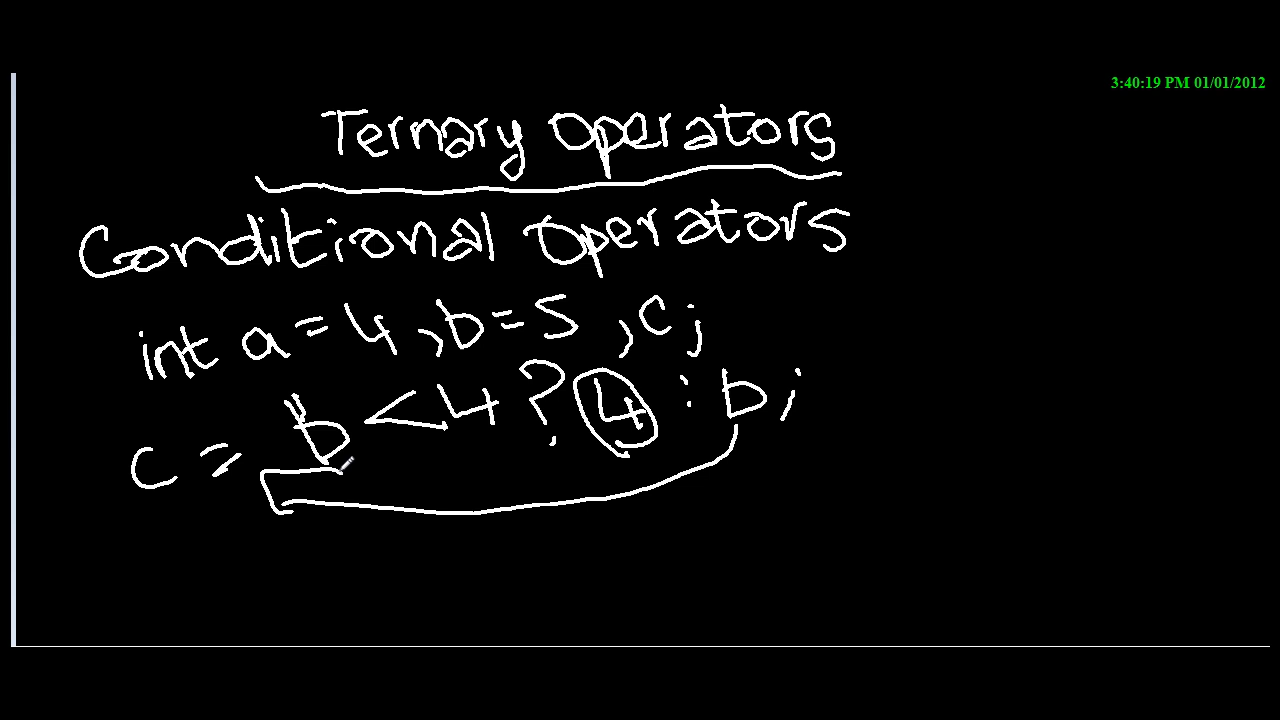 3:40:19 PM 01/01/2012
Ternary Operators
Conditional Operators
int a = 4 , b = 5 , c ;
c = b < 4 ? 4 : b ;